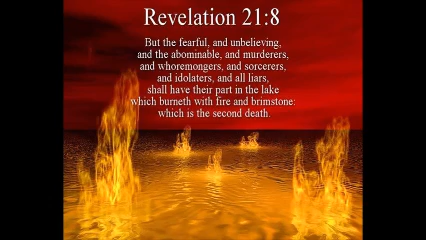 Revelation 21:8
But the fearful, and unbelieving,
and the abominable, and murderers,
and whoremongers, and sorcerers,
and idolaters, and all liars,
shall have their part in the lake
which burneth with fire and brimstone:
which is the second death.